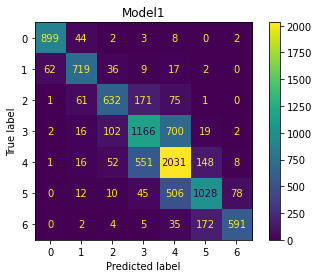 Model1
0 899 44 2 3 8 0 2
1 62 719 36 9 17 2 0
2 1 61 632 171 75 1 0
3 2 16 102 1166 700 19 2
4 1 16 52 551 2031 148 8
5 0 12 10 45 506 1028 78
6 0 2 4 5 35 172 591
0 1 2 3 4 5 6
True label
Predicted label
2000
1750
1500
1250
1000
750
500
250
0